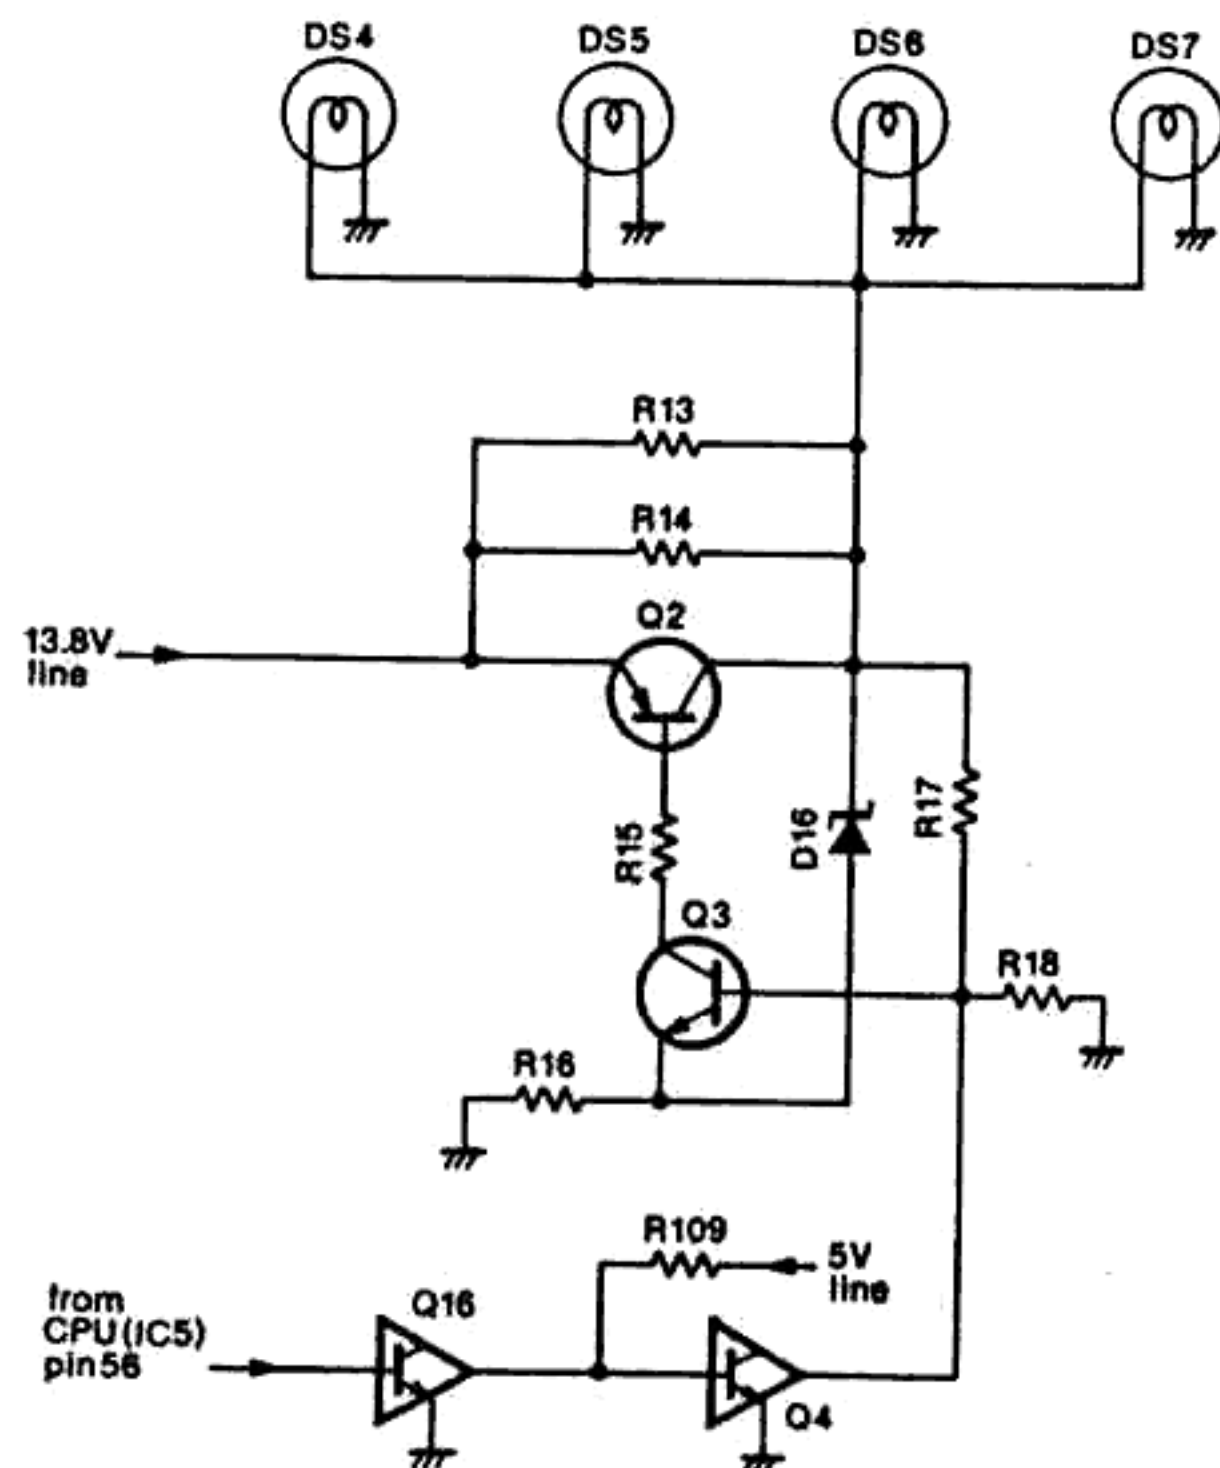 DS4
DS5
DS6
DS7
R13
R14
Q2
13.8V
line
R15
D16
R17
Q3
R18
R16
R109
5V
line
from
CPU(IC5)
pin56
Q16
Q4